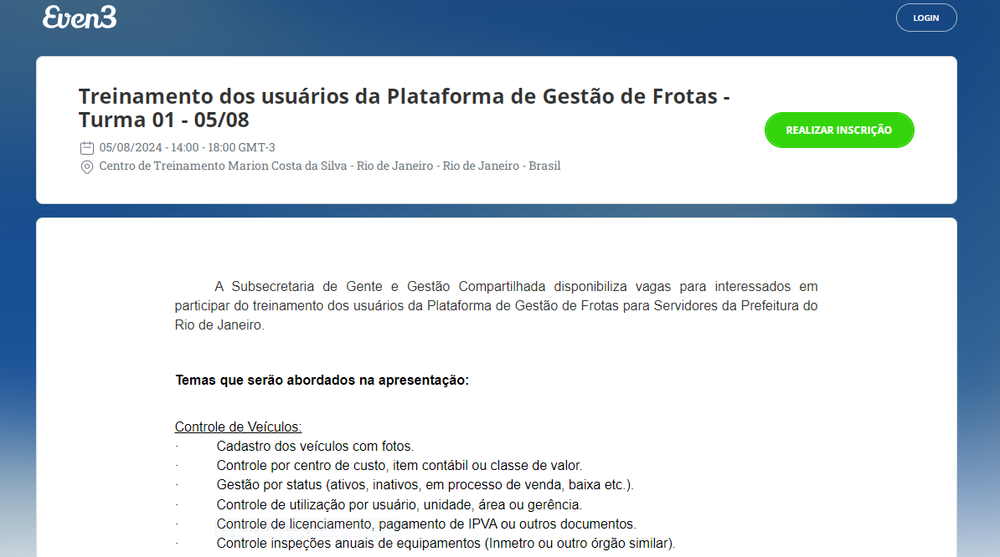 Even3
LOGIN
Treinamento dos usuários da Plataforma de Gestão de Frotas -
Turma 01 - 05/08
REALIZAR INSCRIÇÃO
05/08/2024 - 14:00 - 18:00 GMT-3
Centro de Treinamento Marion Costa da Silva - Rio de Janeiro - Rio de Janeiro - Brasil
A Subsecretaria de Gente e Gestão Compartilhada disponibiliza vagas para interessados em
participar do treinamento dos usuários da Plataforma de Gestão de Frotas para Servidores da Prefeitura do
Rio de Janeiro.
Temas que serão abordados na apresentação:
Controle de Veículos:
· Cadastro dos veículos com fotos.
· Controle por centro de custo, item contábil ou classe de valor.
· Gestão por status (ativos, inativos, em processo de venda, baixa etc.).
· Controle de utilização por usuário, unidade, área ou gerência.
· Controle de licenciamento, pagamento de IPVA ou outros documentos.
· Controle inspeções anuais de equipamentos (Inmetro ou outro órgão similar).